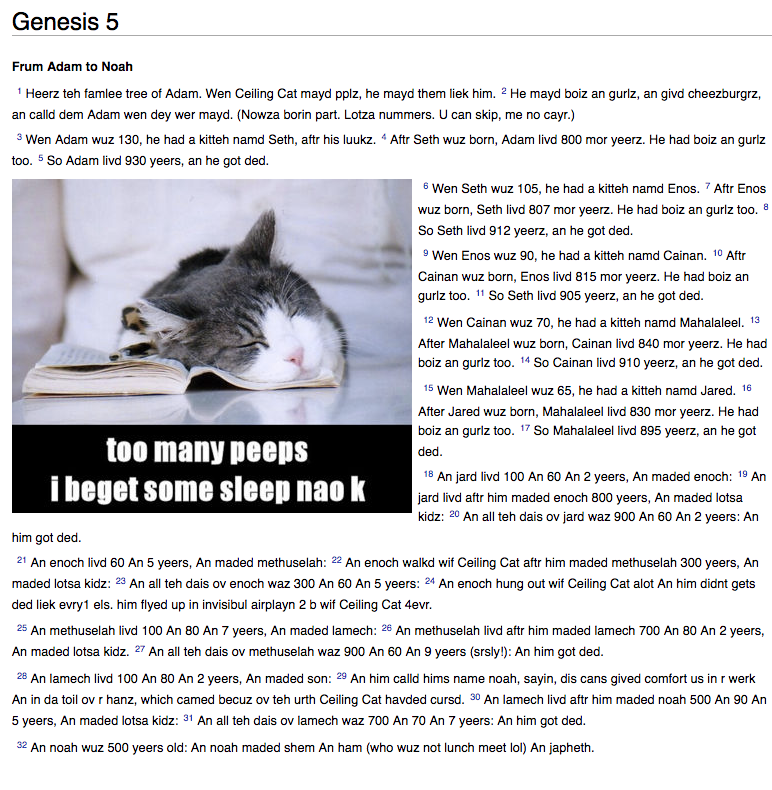 Genesis 5
Frum Adam to Noah
1 Heerz teh famlee tree of Adam. Wen Ceiling Cat mayd pplz, he mayd them liek him. 2 He mayd boiz an gurlz, an givd cheezburgrz,
an calld dem Adam wen dey wer mayd. (Nowza borin part. Lotza nummers. U can skip, me no cayr.)
3 Wen Adam wuz 130, he had a kitteh namd Seth, aftr his luukz. 4 Aftr Seth wuz born, Adam livd 800 mor yeerz. He had boiz an gurlz
too. 5 So Adam livd 930 yeers, an he got ded.
6 Wen Seth wuz 105, he had a kitteh namd Enos. 7 Aftr Enos
wuz born, Seth livd 807 mor yeerz. He had boiz an gurlz too. 8
So Seth livd 912 yeerz, an he got ded.
9 Wen Enos wuz 90, he had a kitteh namd Cainan. 10 Aftr
Cainan wuz born, Enos livd 815 mor yeerz. He had boiz an
gurlz too. 11 So Seth livd 905 yeerz, an he got ded.
12 Wen Cainan wuz 70, he had a kitteh namd Mahalaleel. 13
After Mahalaleel wuz born, Cainan livd 840 mor yeerz. He had
boiz an gurlz too. 14 So Cainan livd 910 yeerz, an he got ded.
15 Wen Mahalaleel wuz 65, he had a kitteh namd Jared. 16
After Jared wuz born, Mahalaleel livd 830 mor yeerz. He had
boiz an gurlz too. 17 So Mahalaleel livd 895 yeerz, an he got
ded.
18 An jard livd 100 An 60 An 2 yeers, An maded enoch: 19 An
jard livd aftr him maded enoch 800 yeers, An maded lotsa
kidz: 20 An all teh dais ov jard waz 900 An 60 An 2 yeers: An
him got ded.
too many peeps
i beget some sleep nao k
21 An enoch livd 60 An 5 yeers, An maded methuselah: 22 An enoch walkd wif Ceiling Cat aftr him maded methuselah 300 yeers, An
maded lotsa kidz: 23 An all teh dais ov enoch waz 300 An 60 An 5 yeers: 24 An enoch hung out wif Ceiling Cat alot An him didnt gets
ded liek evry1 els. him flyed up in invisibul airplayn 2 b wif Ceiling Cat 4evr.
25 An methuselah livd 100 An 80 An 7 yeers, An maded lamech: 26 An methuselah livd aftr him maded lamech 700 An 80 An 2 yeers,
An maded lotsa kidz. 27 An all teh dais ov methuselah waz 900 An 60 An 9 yeers (srsly!): An him got ded.
28 An lamech livd 100 An 80 An 2 yeers, An maded son: 29 An him calld hims name noah, sayin, dis cans gived comfort us in r werk
An in da toil ov r hanz, which camed becuz ov teh urth Ceiling Cat havded cursd. 30 An lamech livd aftr him maded noah 500 An 90 An
5 yeers, An maded lotsa kidz: 31 An all teh dais ov lamech waz 700 An 70 An 7 yeers: An him got ded.
32 An noah wuz 500 yeers old: An noah maded shem An ham (who wuz not lunch meet lol) An japheth.